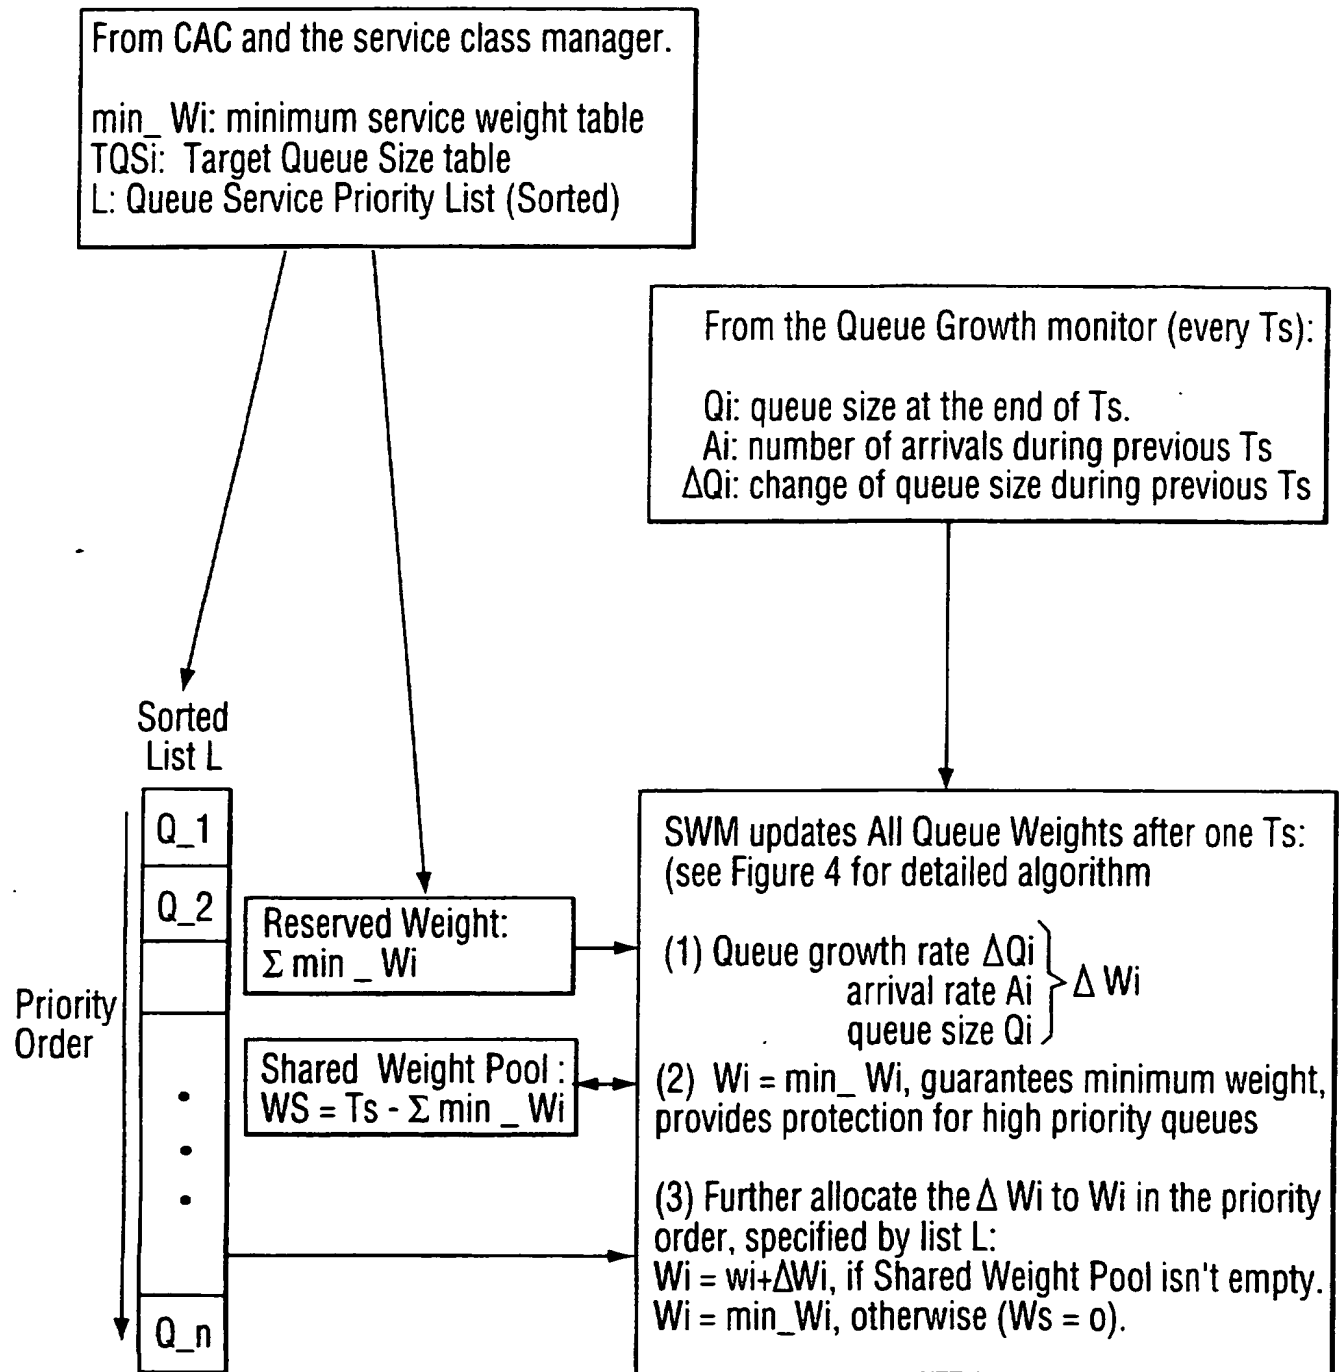 From CAC and the service class manager.
min_ Wi: minimum service weight table
TQSi: Target Queue Size table
L: Queue Service Priority List (Sorted)
From the Queue Growth monitor (every Ts):
Qi: queue size at the end of Ts.
Ai: number of arrivals during previous Ts
ΔQi: change of queue size during previous Ts
Sorted
List L
Q_1
Q_2
Q_n
Priority
Order
Reserved Weight:
Σ min _ Wi
Shared Weight Pool :
WS = Ts - Σ min _ Wi
SWM updates All Queue Weights after one Ts:
(see Figure 4 for detailed algorithm
(1) Queue growth rate ΔQi
arrival rate Ai
queue size Qi
Δ Wi
(2) Wi = min_ Wi, guarantees minimum weight,
provides protection for high priority queues
(3) Further allocate the Δ Wi to Wi in the priority
order, specified by list L:
Wi = wi+ΔWi, if Shared Weight Pool isn't empty.
Wi = min_Wi, otherwise (Ws = o).